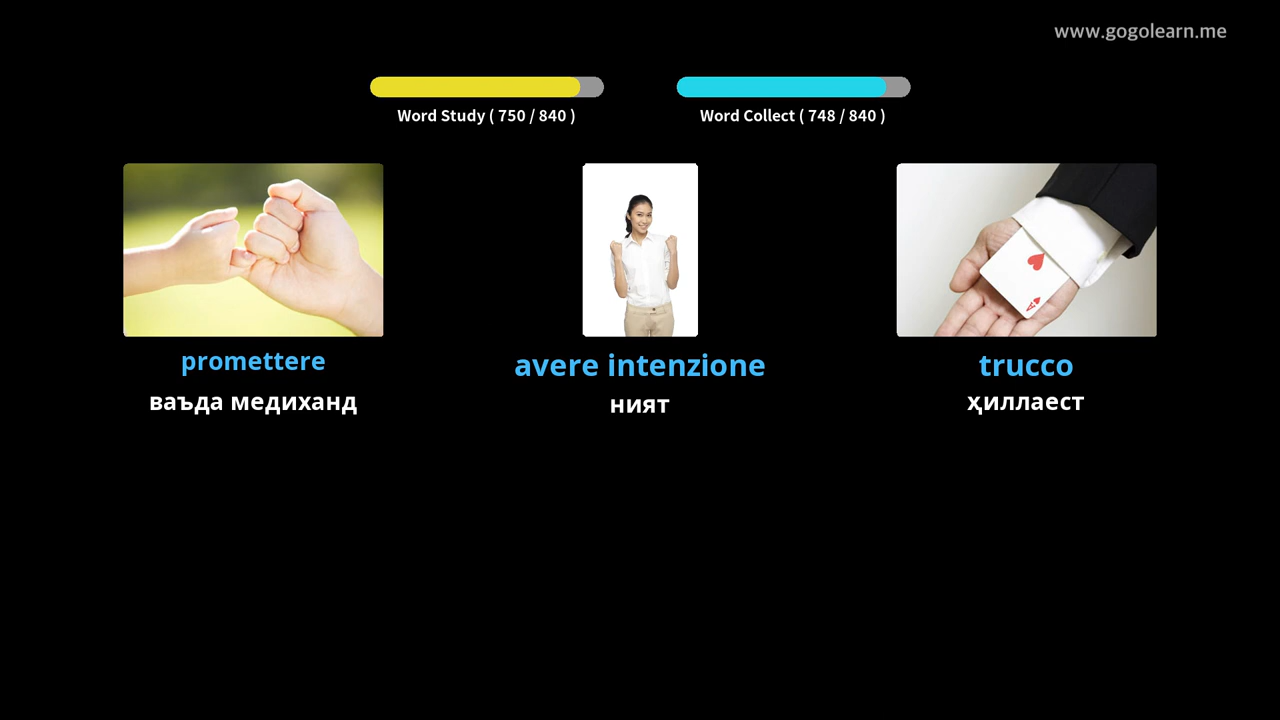 www.gogolearn.me
Word Study ( 750 / 840 )
Word Collect ( 748 / 840 )
promettere
ваъда медиханд
avere intenzione
ният
trucco
ҳиллаест